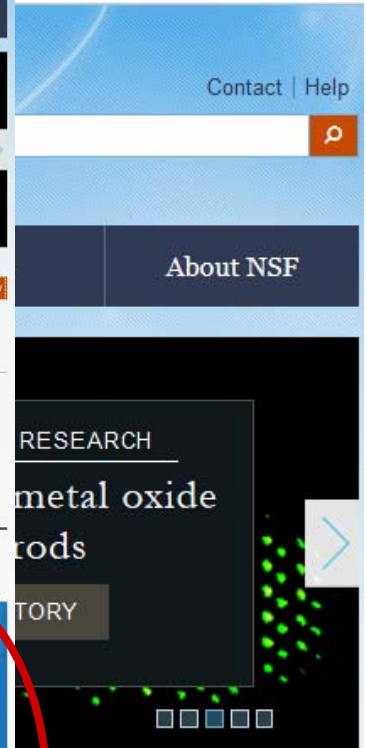 Contact | Help
About NSF
RESEARCH
metal oxide
rods
TORY